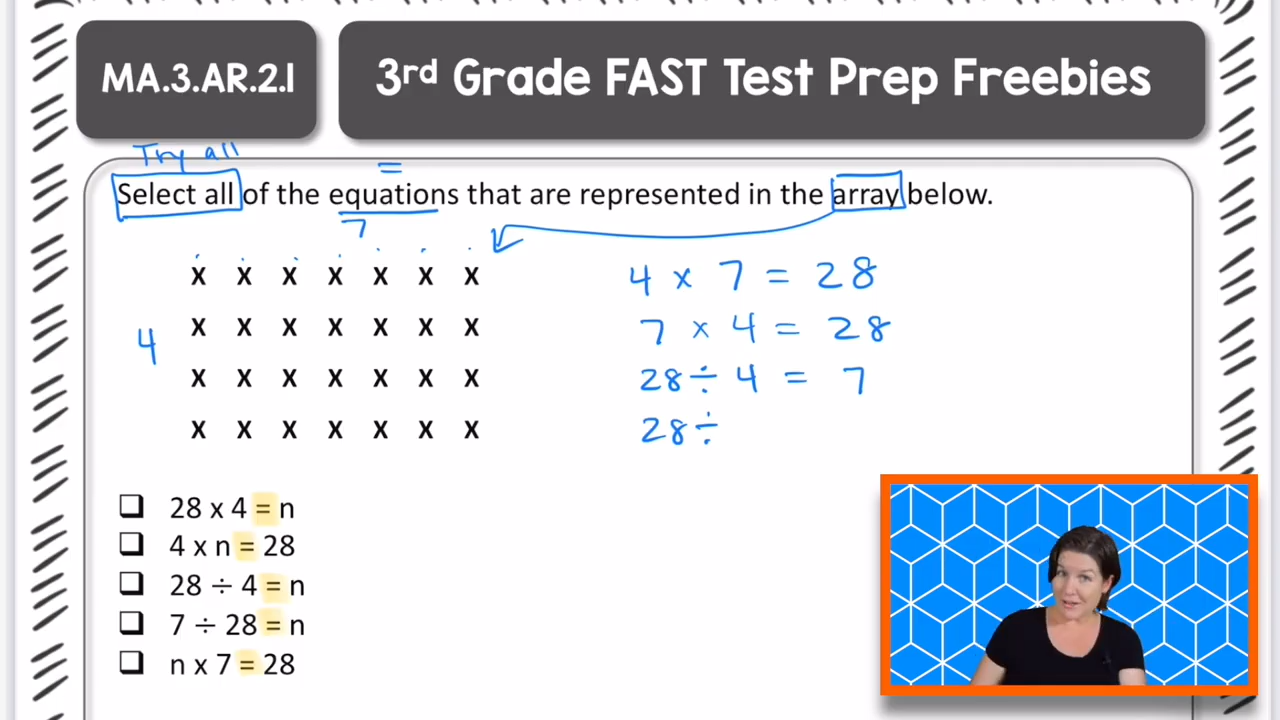 MA.3.AR.2.1
3rd Grade FAST Test Prep Freebies
Try all
=
Select all of the equations that are represented in the array below.
7
x x x x x x x
4 x 7 = 28
x x x x x x x
7 x 4 = 28
4
x x x x x x x
28 ÷ 4 = 7
x x x x x x x
28 ÷
28 x 4 = n
4 x n = 28
28 ÷ 4 = n
7 ÷ 28 = n
n x 7 = 28